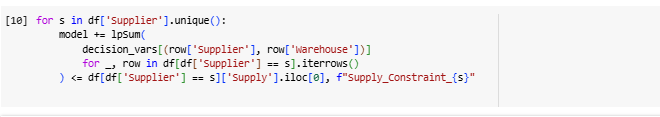 [10] for s in df['Supplier'].unique():
    model += lpSum(
        decision_vars[(row['Supplier'], row['Warehouse'])]
        for _, row in df[df['Supplier'] == s].iterrows()
    ) <= df[df['Supplier'] == s]['Supply'].iloc[0], f"Supply_Constraint_{s}"